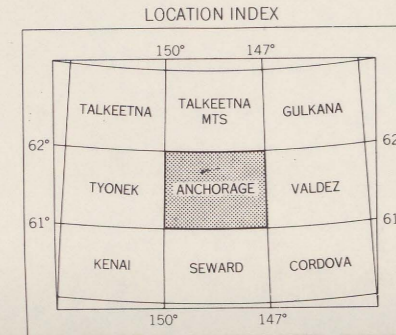 LOCATION INDEX
150° 147°
TALKEETNA TALKEETNA MTS GULKANA
62° 62
TYONEK ANCHORAGE VALDEZ
61° 61
KENAI SEWARD CORDOVA
150° 147°